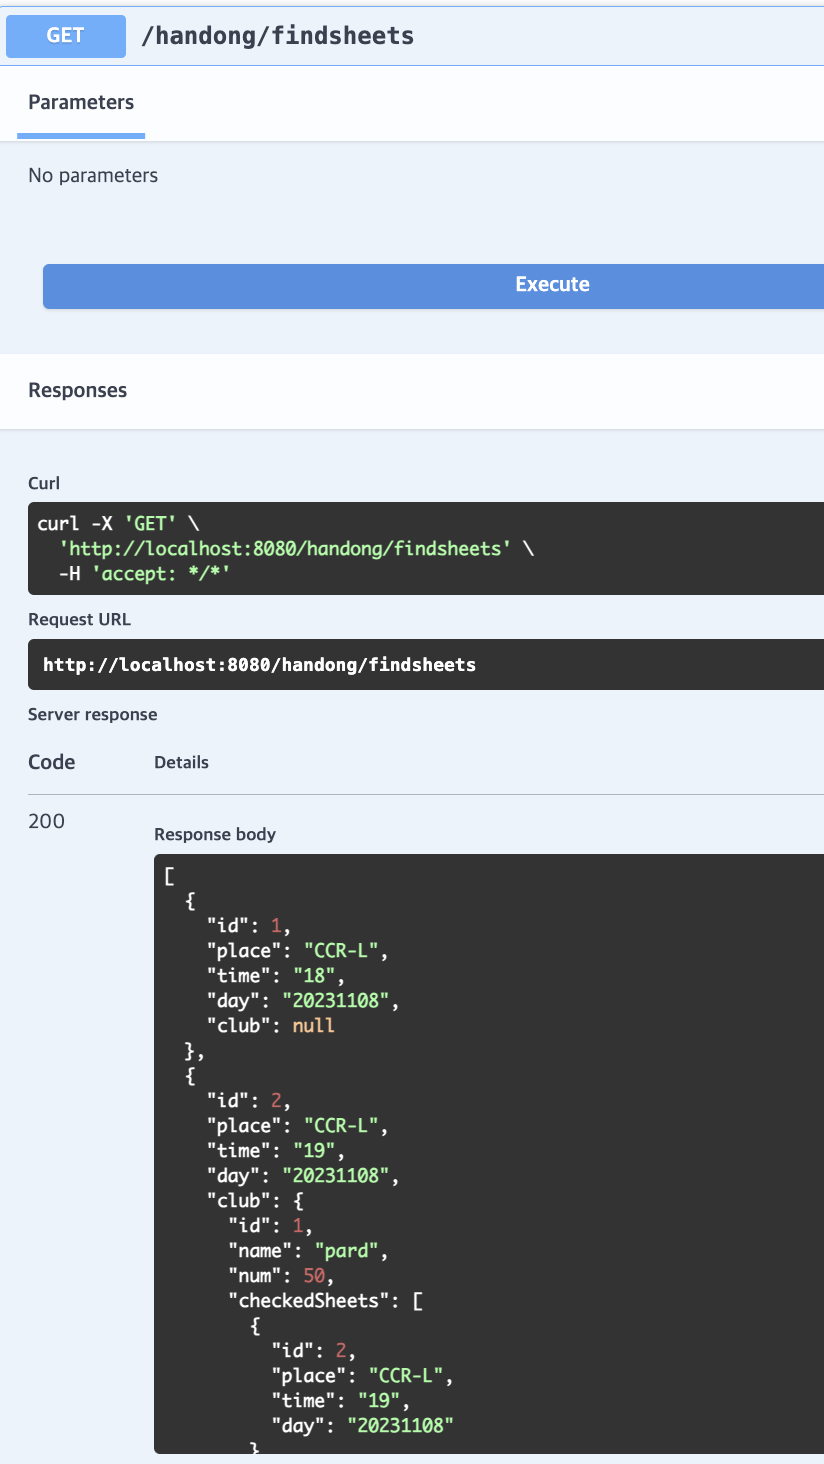 GET /handong/findsheets
Parameters
No parameters
Execute
Responses
Curl
curl -X 'GET' \
  'http://localhost:8080/handong/findsheets' \
  -H 'accept: */*'
Request URL
http://localhost:8080/handong/findsheets
Server response
Code Details
200
Response body
[
  {
    "id": 1,
    "place": "CCR-L",
    "time": "18",
    "day": "20231108",
    "club": null
  },
  {
    "id": 2,
    "place": "CCR-L",
    "time": "19",
    "day": "20231108",
    "club": {
      "id": 1,
      "name": "pard",
      "num": 50,
      "checkedSheets": [
        {
          "id": 2,
          "place": "CCR-L",
          "time": "19",
          "day": "20231108"
        }